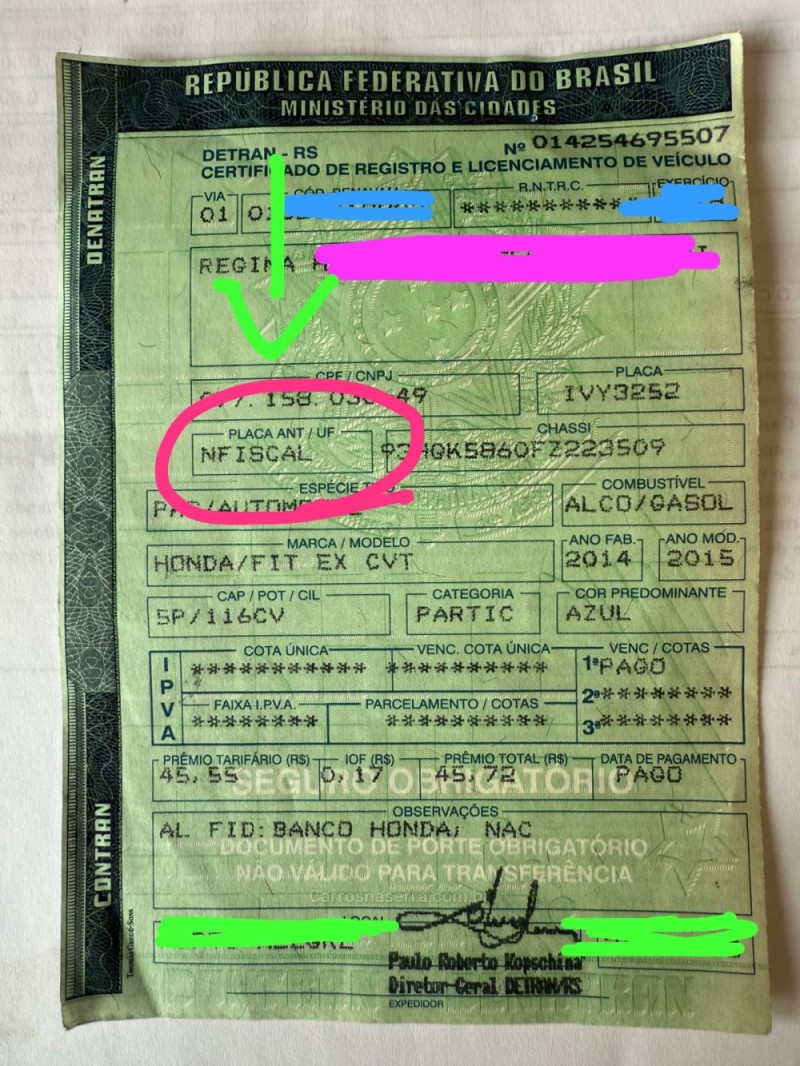 REPÚBLICA FEDERATIVA DO BRASIL
MINISTÉRIO DAS CIDADES
DENATRAN
CONTRAN
DETRAN - RS
Nº 014254695507
CERTIFICADO DE REGISTRO E LICENCIAMENTO DE VEÍCULO
VIA
R.N.T.R.C.
EXERCÍCIO
01
REGINA
CPF / CNPJ
PLACA
IVY3252
PLACA ANT / UF
CHASSI
NFISCAL
COMBUSTÍVEL
ALCO/GASOL
MARCA / MODELO
ANO FAB.
ANO MOD.
HONDA/FIT EX CVT
2014
2015
CAP / POT / CIL
CATEGORIA
COR PREDOMINANTE
5P/116CV
PARTIC
AZUL
IPVA
COTA ÚNICA
VENC. COTA ÚNICA
VENC / COTAS
***********
**********
1ª PAGO
FAIXA I.P.V.A.
PARCELAMENTO / COTAS
2ª ********
********
**********
3ª ********
PRÊMIO TARIFÁRIO (R$)
IOF (R$)
PRÊMIO TOTAL (R$)
DATA DE PAGAMENTO
45,55
0,17
45,72
PAGO
SEGURO OBRIGATÓRIO
OBSERVAÇÕES
AL FID:BANCO HONDA, NAC
DOCUMENTO DE PORTE OBRIGATÓRIO
NÃO VÁLIDO PARA TRANSFERÊNCIA
Carrosnaserra.com
Paulo Roberto Kopschina
Diretor-Geral DETRAN/RS
EXPEDIDOR